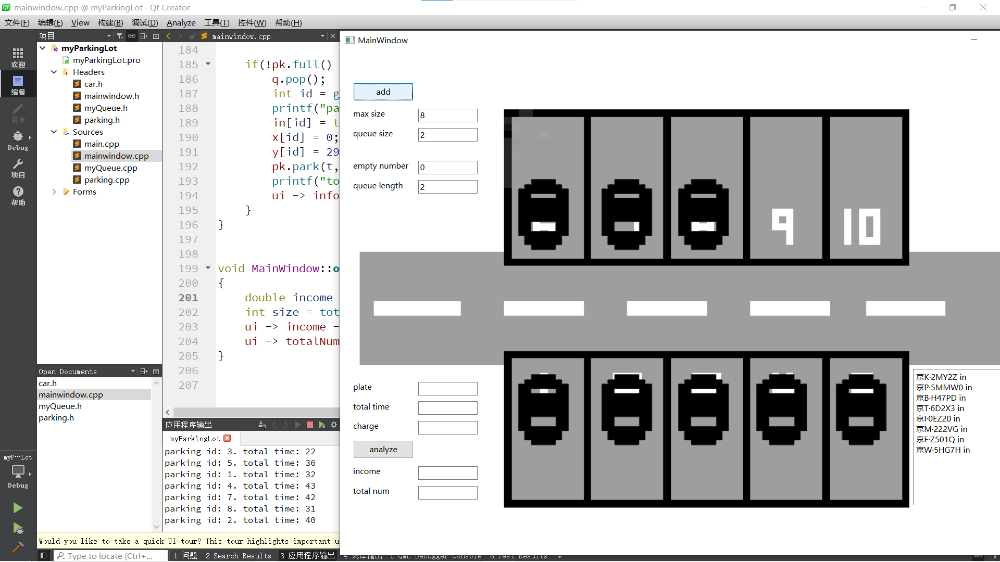 mainwindow.cpp @ myParkingLot - Qt Creator
文件(F) 编辑(E) View 构建(B) 调试(D) Analyze 工具(T) 控件(W) 帮助(H)
项目
mainwindow.cpp
欢迎
编辑
设计
Debug
项目
帮助
myParkingLot
myParkingLot.pro
Headers
car.h
mainwindow.h
myQueue.h
parking.h
Sources
main.cpp
mainwindow.cpp
myQueue.cpp
parking.cpp
Forms
Open Documents
car.h
mainwindow.cpp
myQueue.h
parking.h
184
185 if(!pk.full()
186 q.pop();
187 int id = g
188 printf("pa
189 in[id] = t
190 x[id] = 0;
191 y[id] = 29
192 pk.park(t,
193 printf("to
194 ui -> info
195 }
196 }
197
198
199 void MainWindow::o
200 {
201 double income
202 int size = tot
203 ui -> income -
204 ui -> totalNum
205 }
206
207
应用程序输出
myParkingLot
parking id: 3. total time: 22
parking id: 5. total time: 36
parking id: 1. total time: 32
parking id: 4. total time: 43
parking id: 7. total time: 42
parking id: 8. total time: 31
parking id: 2. total time: 40
myP···Lot
Debug
Would you like to take a quick UI tour? This tour highlights important u
Type to locate (Ctrl+...
1 问题 2 Search Results 3 应用程序输出 4 编译输出 5 QML Debugger Console 8 Test Results
MainWindow
add
max size 8
queue size 2
empty number 0
queue length 2
9 10
plate
total time
charge
analyze
income
total num
京K·2MY2Z in
京P·5MMW0 in
京B·H47PD in
京T·6D2X3 in
京I·0EZ20 in
京M·222VG in
京F·Z501Q in
京W·5HG7H in